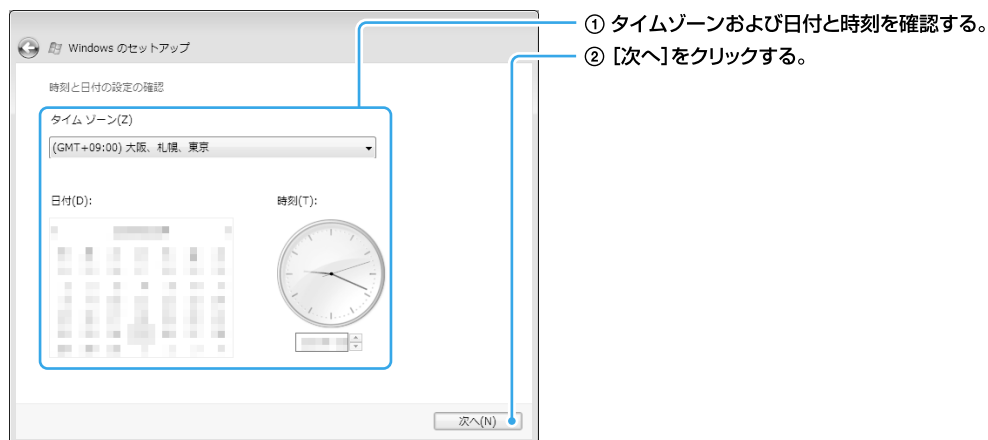 ① タイムゾーンおよび日付と時刻を確認する。
② [次へ]をクリックする。
Windows のセットアップ
時刻と日付の設定の確認
タイム ゾーン(Z)
(GMT+09:00) 大阪、札幌、東京
日付(D):
時刻(T):
次へ(N)